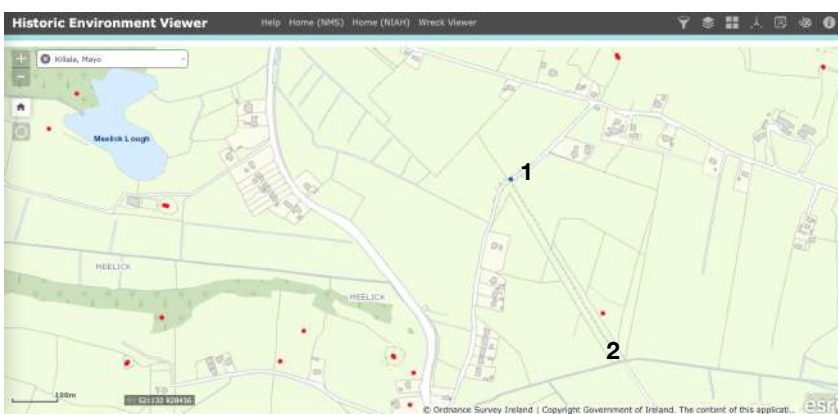 Historic Environment Viewer Help Home (NMS) Home (NIAH) Wreck Viewer
Killala, Mayo
Meelick Lough
1
MEELICK
MEELICK
2
100m
521132 828436
© Ordnance Survey Ireland | Copyright Government of Ireland. The content of this applicati...
esri